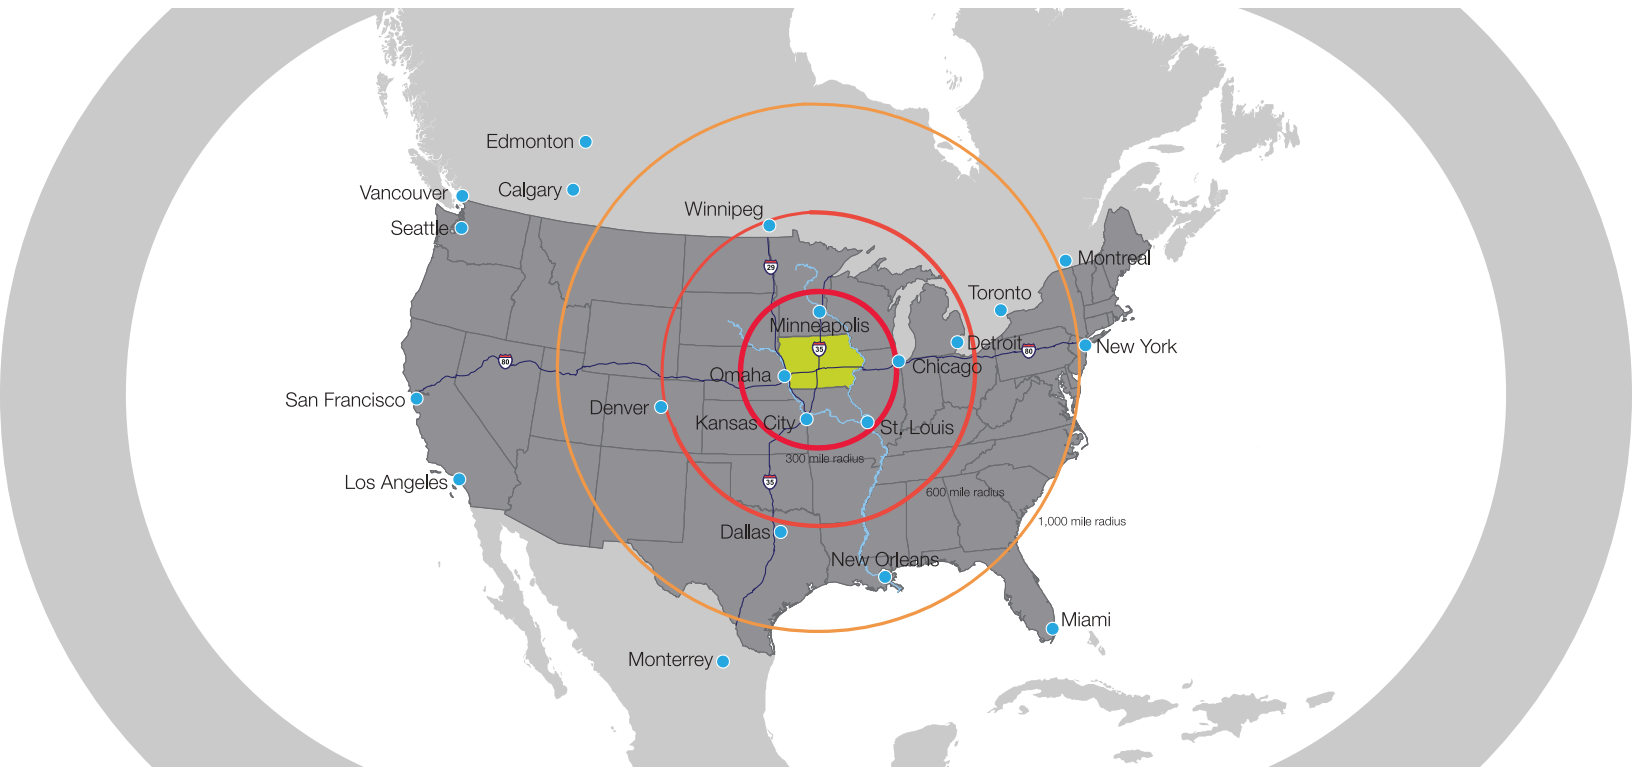 Edmonton
Vancouver
Calgary
Winnipeg
Seattle
Montreal
29
Toronto
Minneapolis
Detroit
New York
35
80
80
Chicago
Omaha
San Francisco
Denver
Kansas City
St. Louis
300 mile radius
Los Angeles
35
600 mile radius
1,000 mile radius
Dallas
New Orleans
Miami
Monterrey